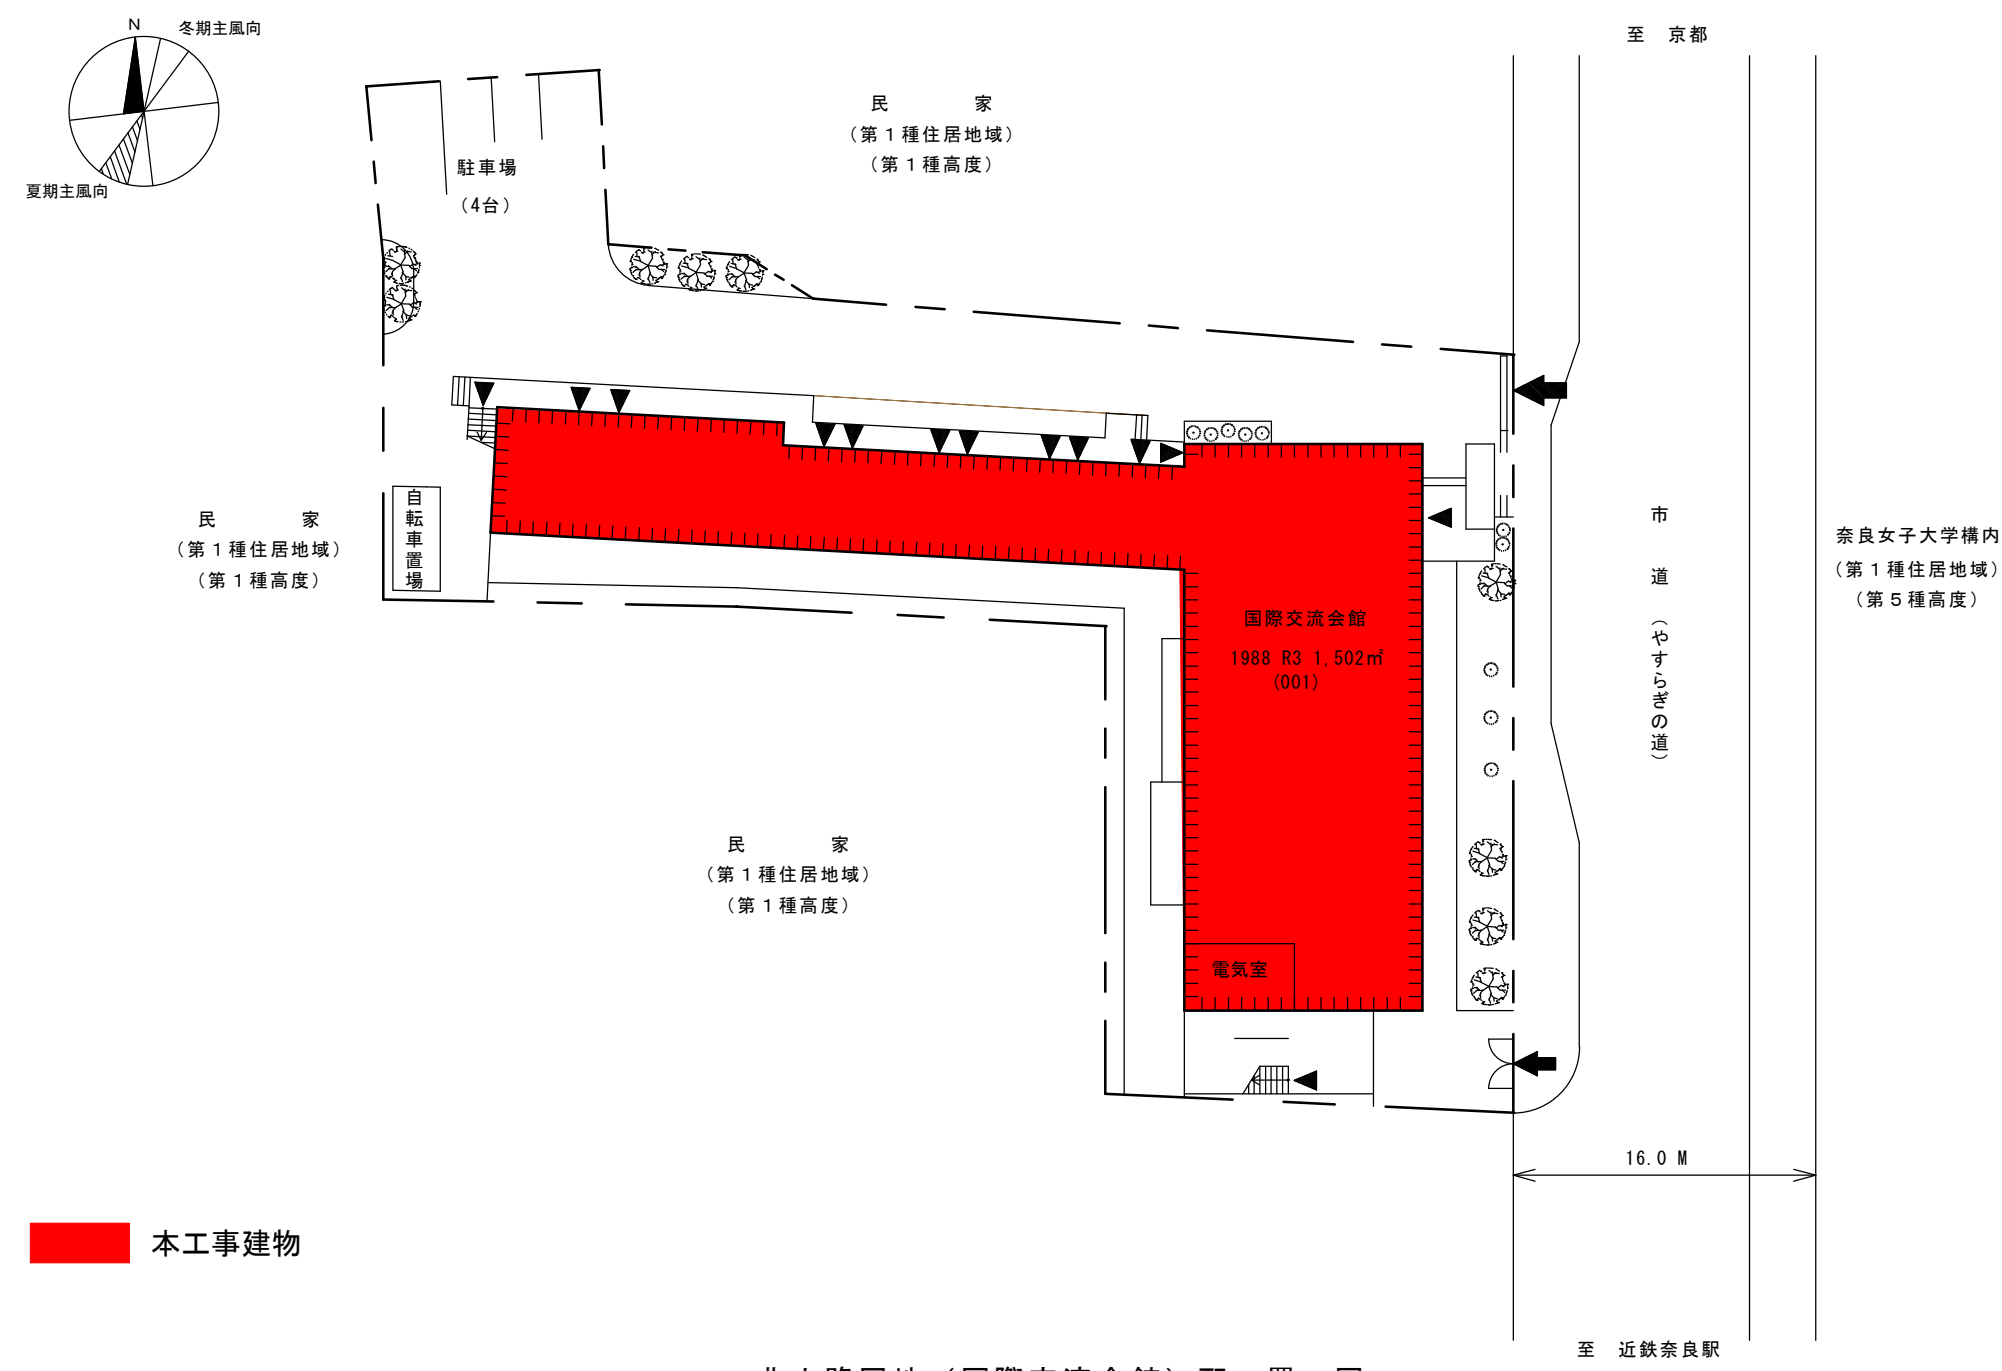 N
冬期主風向
夏期主風向
至　京都
民　家
（第１種住居地域）
（第１種高度）
駐車場
（4台）
民　家
（第１種住居地域）
（第１種高度）
自転車置場
市　道　（やすらぎの道）
奈良女子大学構内
（第１種住居地域）
（第５種高度）
国際交流会館
1988 R3 1,502㎡
(001)
民　家
（第１種住居地域）
（第１種高度）
電気室
16.0 M
本工事建物
至　近鉄奈良駅